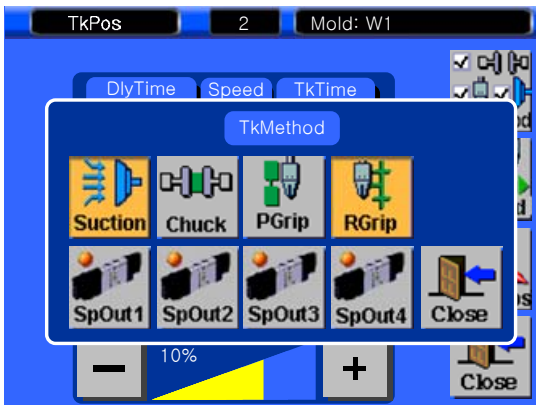 TkPos 2 Mold: W1
DlyTime Speed TkTime
TkMethod
Suction Chuck PGrip RGrip
SpOut1 SpOut2 SpOut3 SpOut4 Close
10%
− +
Close